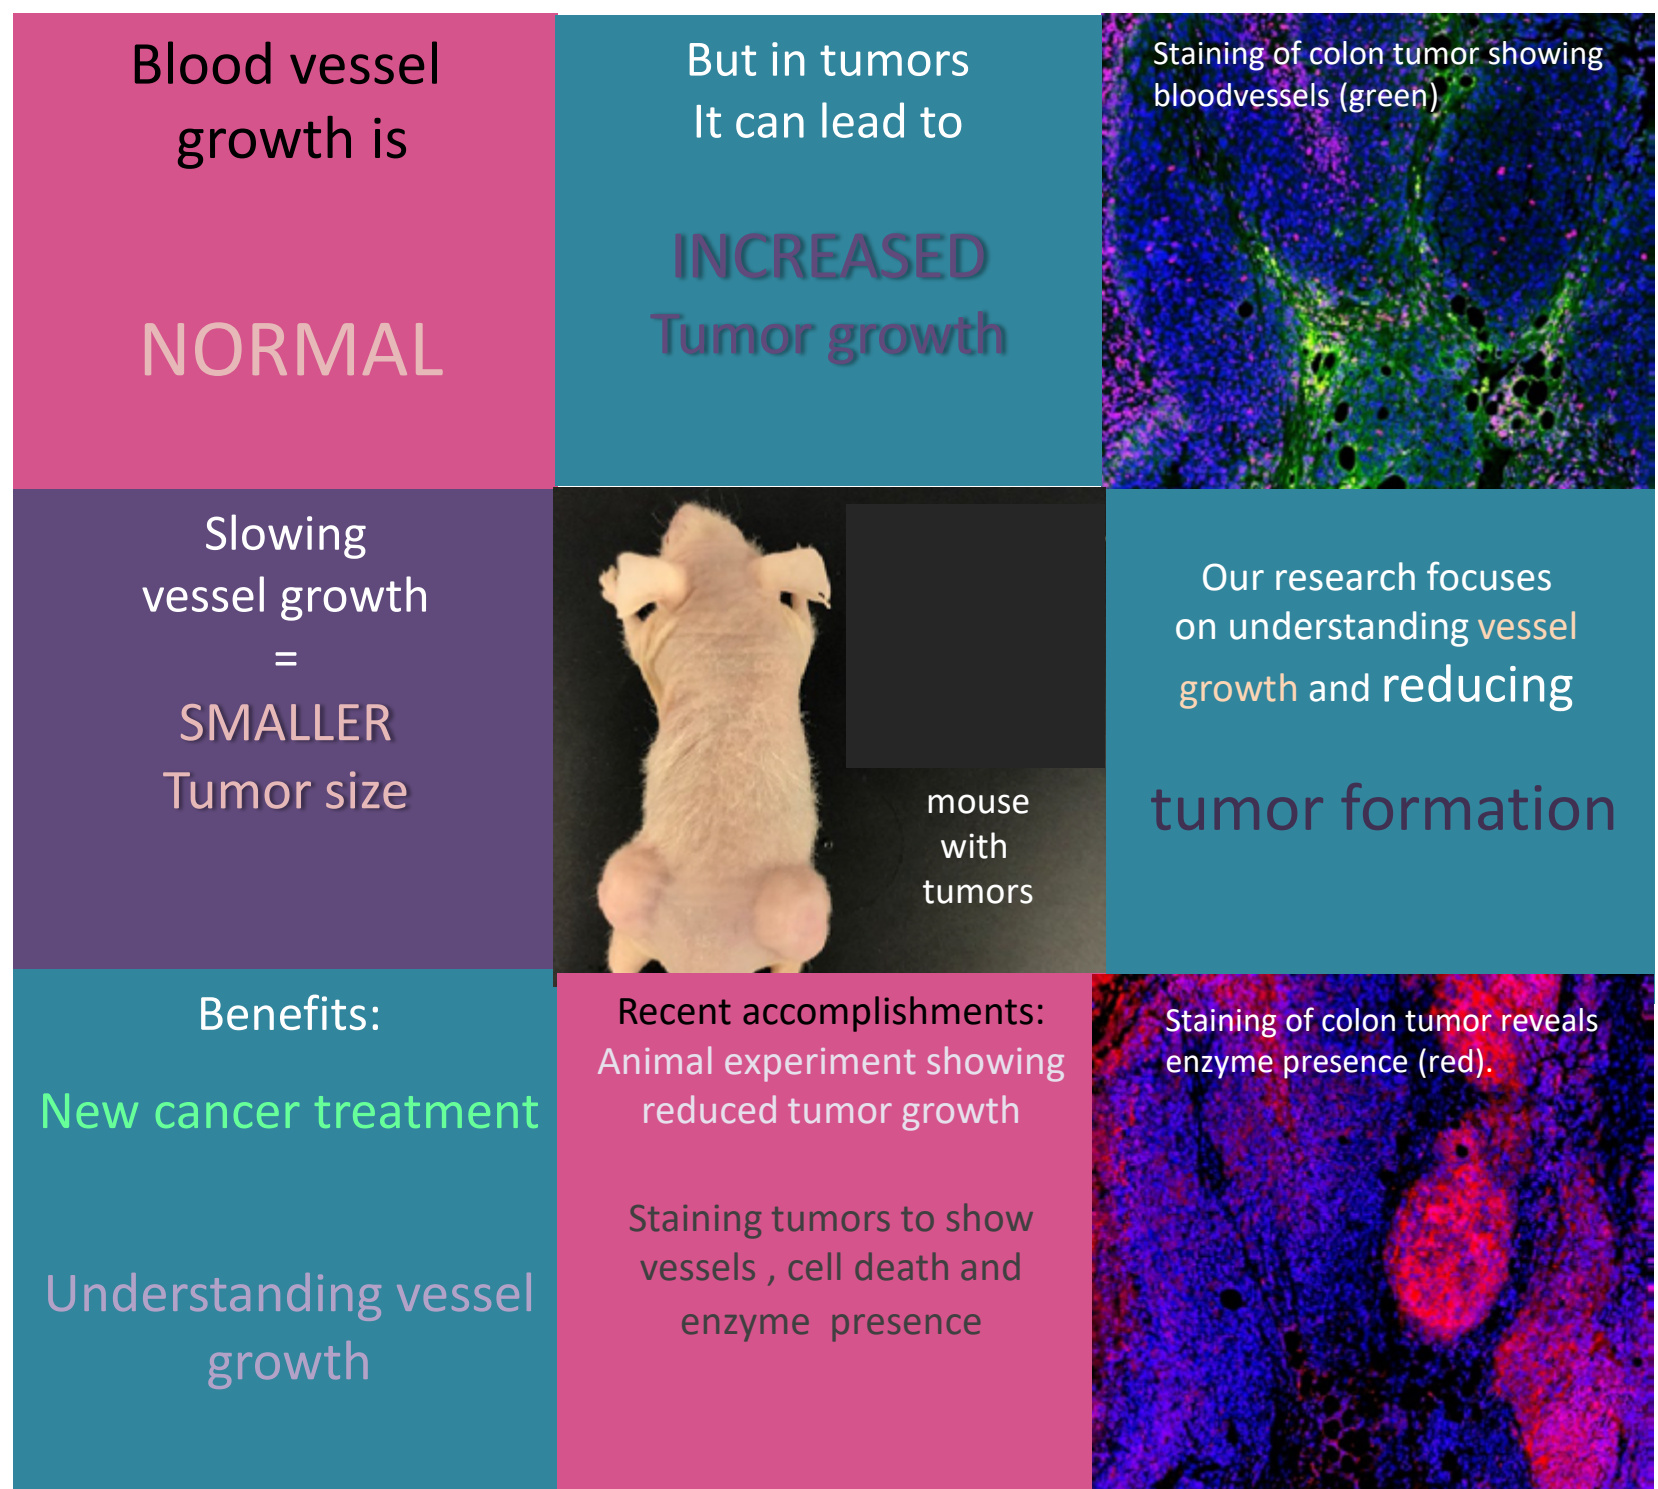 Blood vessel
growth is
NORMAL
But in tumors
It can lead to
INCREASED
Tumor growth
Staining of colon tumor showing
bloodvessels (green)
Slowing
vessel growth
=
SMALLER
Tumor size
mouse
with
tumors
Our research focuses
on understanding vessel
growth and reducing
tumor formation
Benefits:
New cancer treatment
Understanding vessel
growth
Recent accomplishments:
Animal experiment showing
reduced tumor growth
Staining tumors to show
vessels , cell death and
enzyme  presence
Staining of colon tumor reveals
enzyme presence (red).